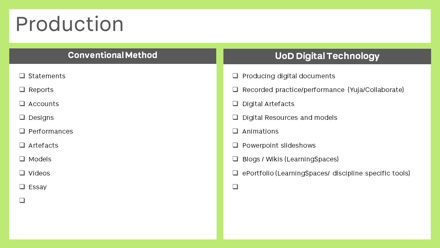 Production
Conventional Method
❑ Statements
❑ Reports
❑ Accounts
❑ Designs
❑ Performances
❑ Artefacts
❑ Models
❑ Videos
❑ Essay
❑
UoD Digital Technology
❑ Producing digital documents
❑ Recorded practice/performance (Yuja/Collaborate)
❑ Digital Artefacts
❑ Digital Resources and models
❑ Animations
❑ Powerpoint slideshows
❑ Blogs / Wikis (LearningSpaces)
❑ ePortfolio (LearningSpaces/ discipline specific tools)
❑